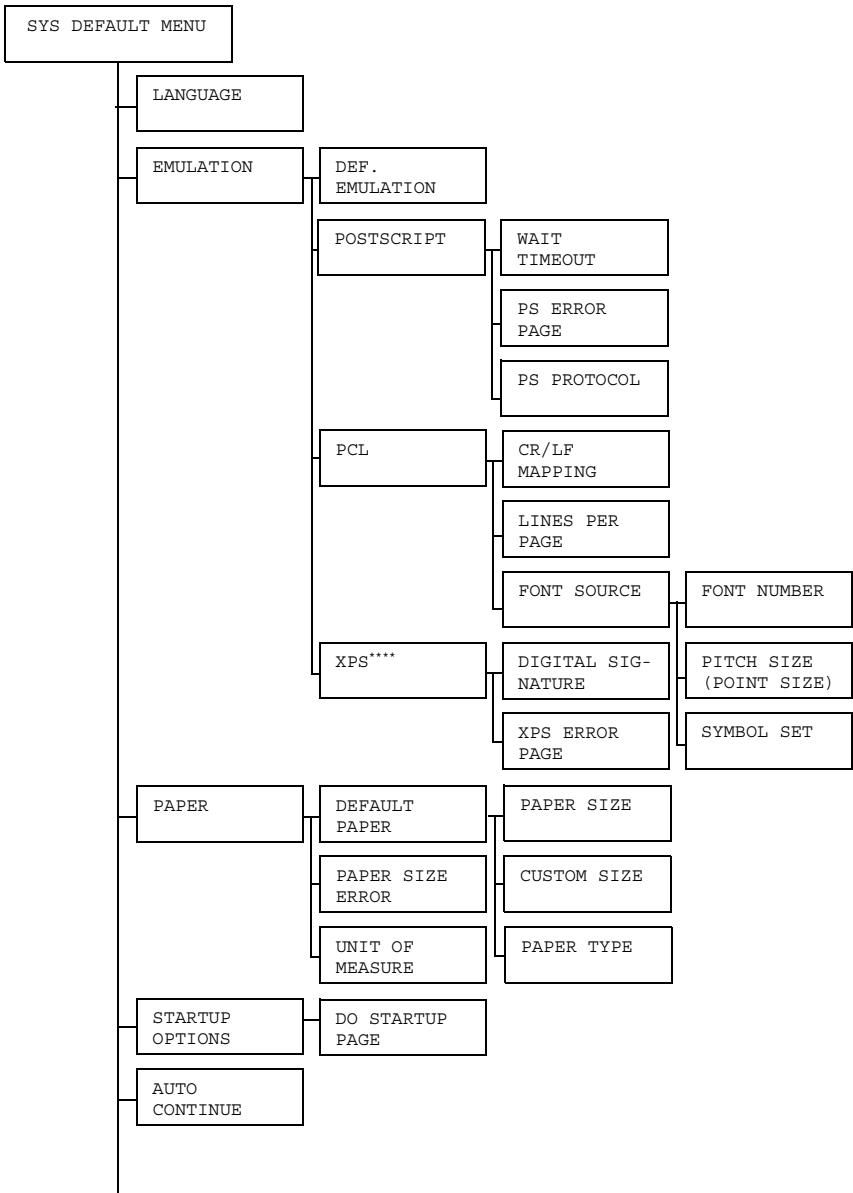 SYS DEFAULT MENU
LANGUAGE
EMULATION
DEF.
EMULATION
POSTSCRIPT
WAIT
TIMEOUT
PS ERROR
PAGE
PS PROTOCOL
PCL
CR/LF
MAPPING
LINES PER
PAGE
FONT SOURCE
FONT NUMBER
PITCH SIZE
(POINT SIZE)
SYMBOL SET
XPS****
DIGITAL SIG-
NATURE
XPS ERROR
PAGE
PAPER
DEFAULT
PAPER
PAPER SIZE
CUSTOM SIZE
PAPER TYPE
PAPER SIZE
ERROR
UNIT OF
MEASURE
STARTUP
OPTIONS
DO STARTUP
PAGE
AUTO
CONTINUE